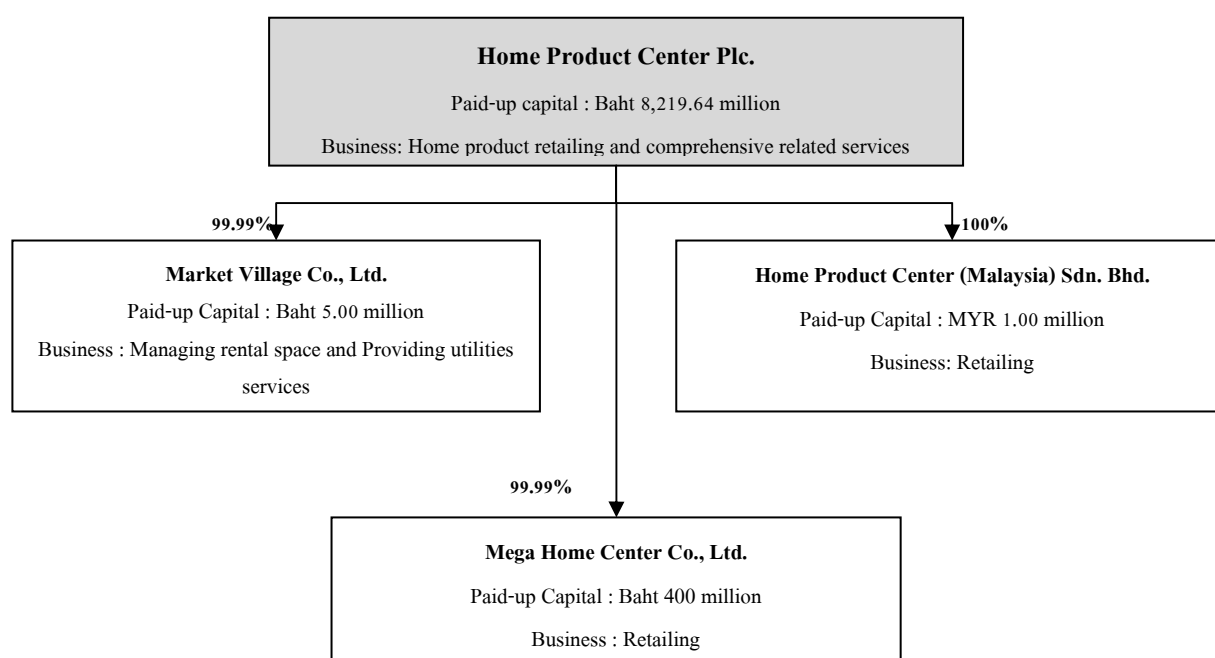 Home Product Center Plc.
Paid-up capital : Baht 8,219.64 million
Business: Home product retailing and comprehensive related services
99.99%
100%
Market Village Co., Ltd.
Paid-up Capital : Baht 5.00 million
Business : Managing rental space and Providing utilities
services
Home Product Center (Malaysia) Sdn. Bhd.
Paid-up Capital : MYR 1.00 million
Business: Retailing
99.99%
Mega Home Center Co., Ltd.
Paid-up Capital : Baht 400 million
Business : Retailing